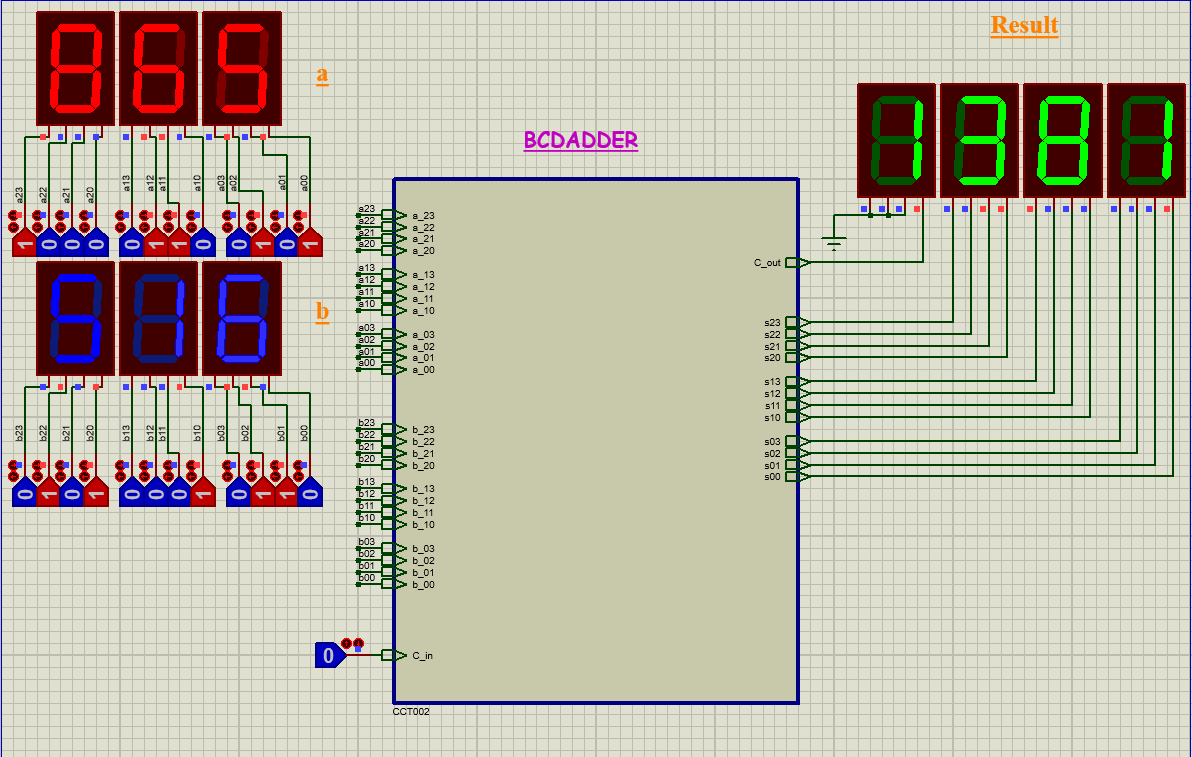 865
a
Result
1381
BCDADDER
a23 a22 a21 a20 a13 a12 a11 a10 a03 a02 a01 a00
1 0 0 0 0 1 1 0 0 1 0 1
516
b
b23 b22 b21 b20 b13 b12 b11 b10 b03 b02 b01 b00
0 1 0 1 0 0 0 1 0 1 1 0
a23 a_23
a22 a_22
a21 a_21
a20 a_20
a13 a_13
a12 a_12
a11 a_11
a10 a_10
a03 a_03
a02 a_02
a01 a_01
a00 a_00
b23 b_23
b22 b_22
b21 b_21
b20 b_20
b13 b_13
b12 b_12
b11 b_11
b10 b_10
b03 b_03
b02 b_02
b01 b_01
b00 b_00
0 C_in
C_out
s23
s22
s21
s20
s13
s12
s11
s10
s03
s02
s01
s00
CCT002